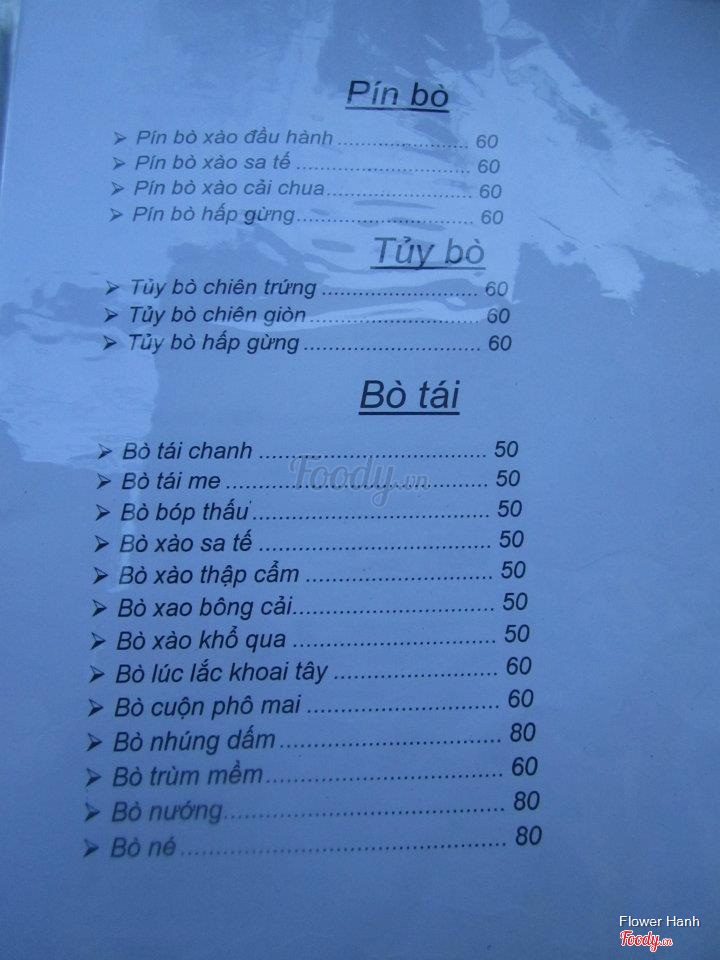 Pín bò
➢ Pín bò xào đầu hành ........................ 60
➢ Pín bò xào sa tế ................................ 60
➢ Pín bò xào cải chua........................... 60
➢ Pín bò hấp gừng................................ 60
Tủy bò
➢ Tủy bò chiên trứng ........................... 60
➢ Tủy bò chiên giòn.............................. 60
➢ Tủy bò hấp gừng ............................... 60
Bò tái
➢ Bò tái chanh ..................................... 50
➢ Bò tái me .......................................... 50
➢ Bò bóp thấu....................................... 50
➢ Bò xào sa tế ...................................... 50
➢ Bò xào thập cẩm ............................... 50
➢ Bò xao bông cải................................. 50
➢ Bò xào khổ qua ................................. 50
➢ Bò lúc lắc khoai tây ........................... 60
➢ Bò cuộn phô mai ............................... 60
➢ Bò nhúng dấm ................................... 80
➢ Bò trùm mềm...................................... 60
➢ Bò nướng............................................ 80
➢ Bò né .................................................. 80
Foody.vn
Flower Hanh
Foody.vn